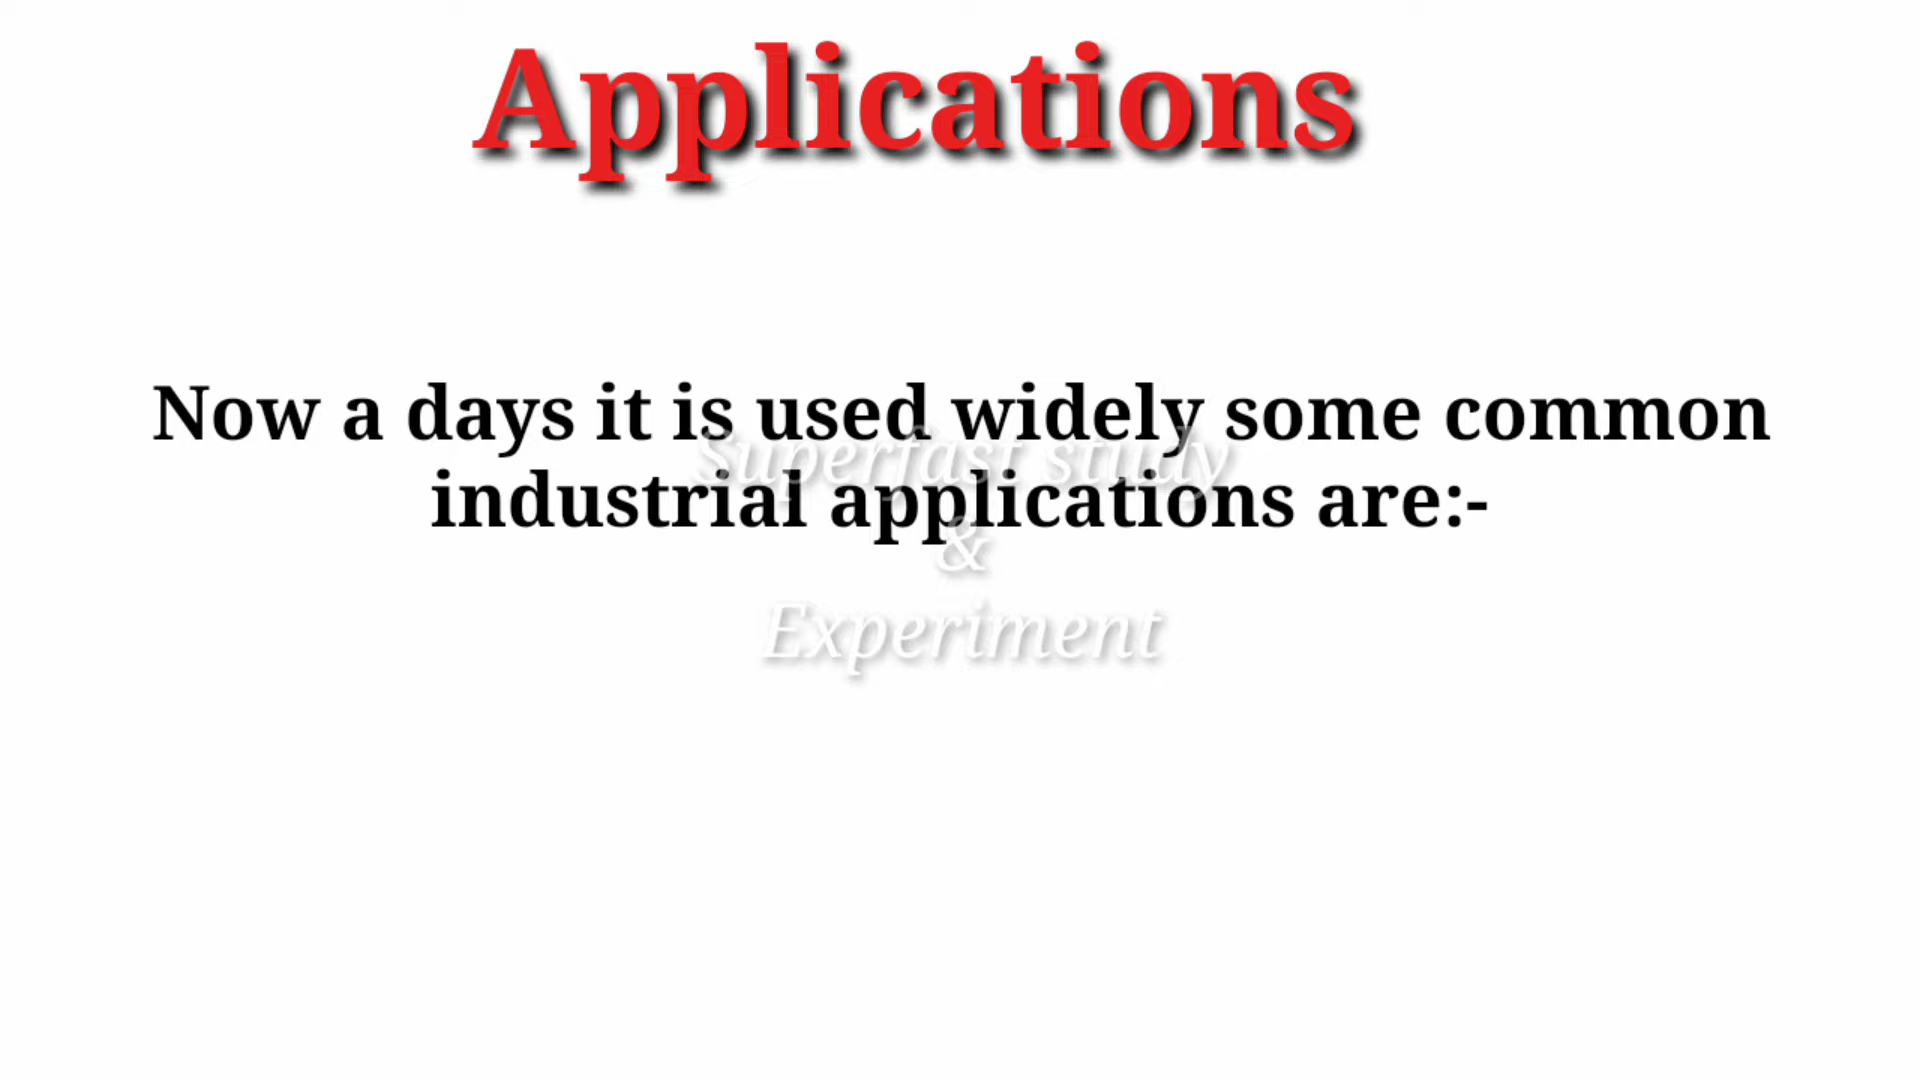 Applications
Now a days it is used widely some common
industrial applications are:-
Superfast study
&
Experiment